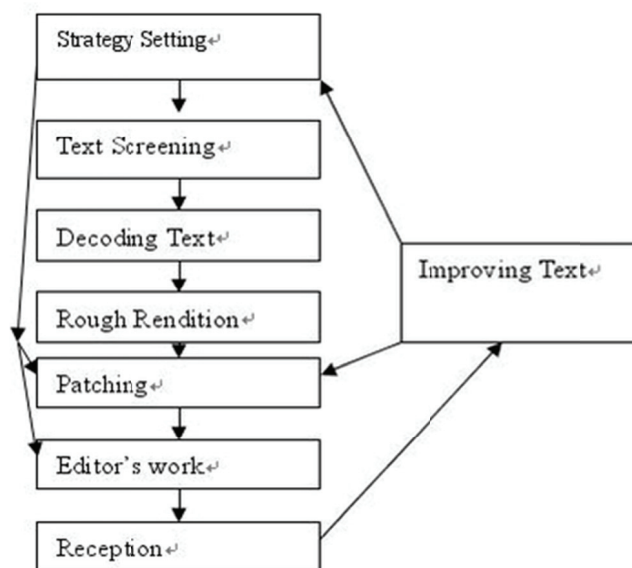 Strategy Setting↵
Text Screening↵
Decoding Text↵
Improving Text↵
Rough Rendition↵
Patching↵
Editor's work↵
Reception↵